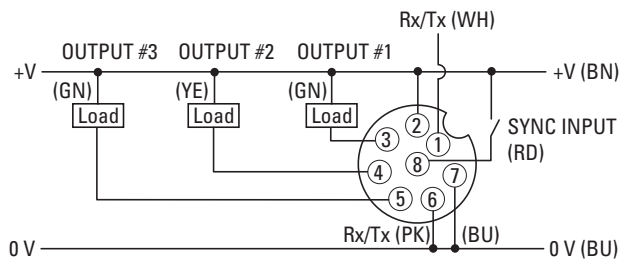 Rx/Tx (WH)
OUTPUT #3 OUTPUT #2 OUTPUT #1
+V
+V (BN)
(GN) (YE) (GN)
Load Load Load
2
3 1
SYNC INPUT
(RD)
8
4 7
5 6
Rx/Tx (PK) (BU)
0 V
0 V (BU)